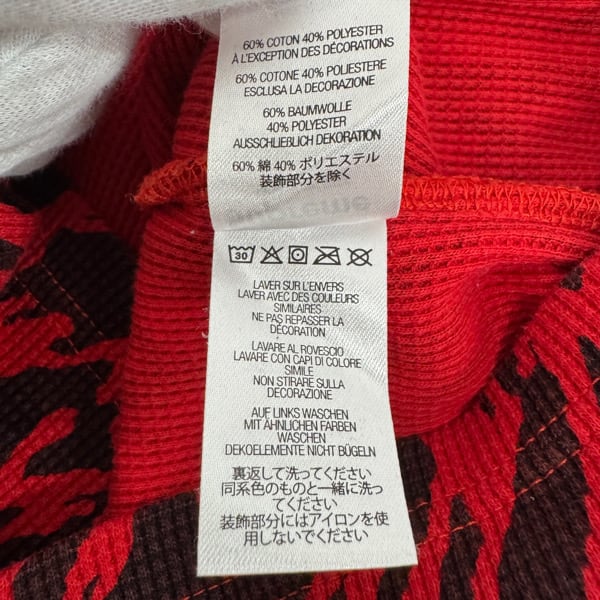 60% COTON 40% POLYESTER
À L'EXCEPTION DES DÉCORATIONS
60% COTONE 40% POLIESTERE
ESCLUSA LA DECORAZIONE
60% BAUMWOLLE
40% POLYESTER
AUSSCHLIEßLICH DEKORATION
60% 綿 40% ポリエステル
装飾部分を除く
30
LAVER SUR L'ENVERS
LAVER AVEC DES COULEURS
SIMILAIRES
NE PAS REPASSER LA
DÉCORATION
LAVARE AL ROVESCIO
LAVARE CON CAPI DI COLORE
SIMILE
NON STIRARE SULLA
DECORAZIONE
AUF LINKS WASCHEN
MIT ÄHNLICHEN FARBEN
WASCHEN
DEKOELEMENTE NICHT BÜGELN
裏返して洗ってください
同系色のものと一緒に洗っ
てください
装飾部分にはアイロンを使
用しないでください